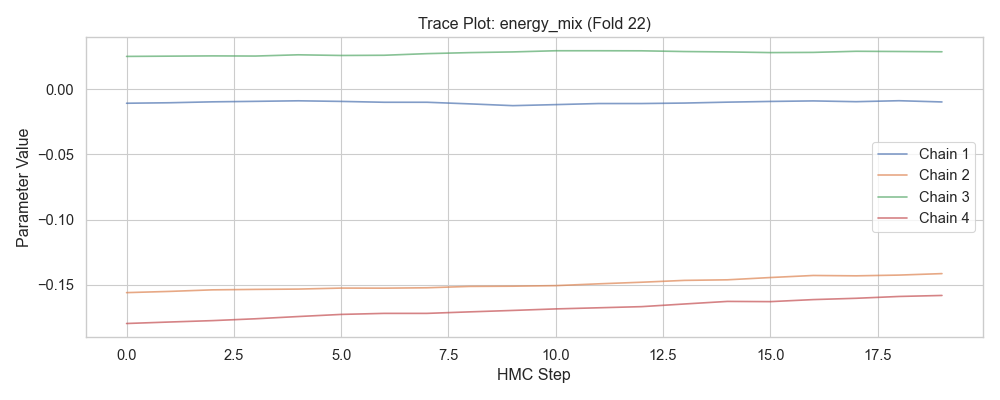 Trace Plot: energy_mix (Fold 22)
Parameter Value
0.00
−0.05
−0.10
−0.15
Chain 1
Chain 2
Chain 3
Chain 4
0.0 2.5 5.0 7.5 10.0 12.5 15.0 17.5
HMC Step